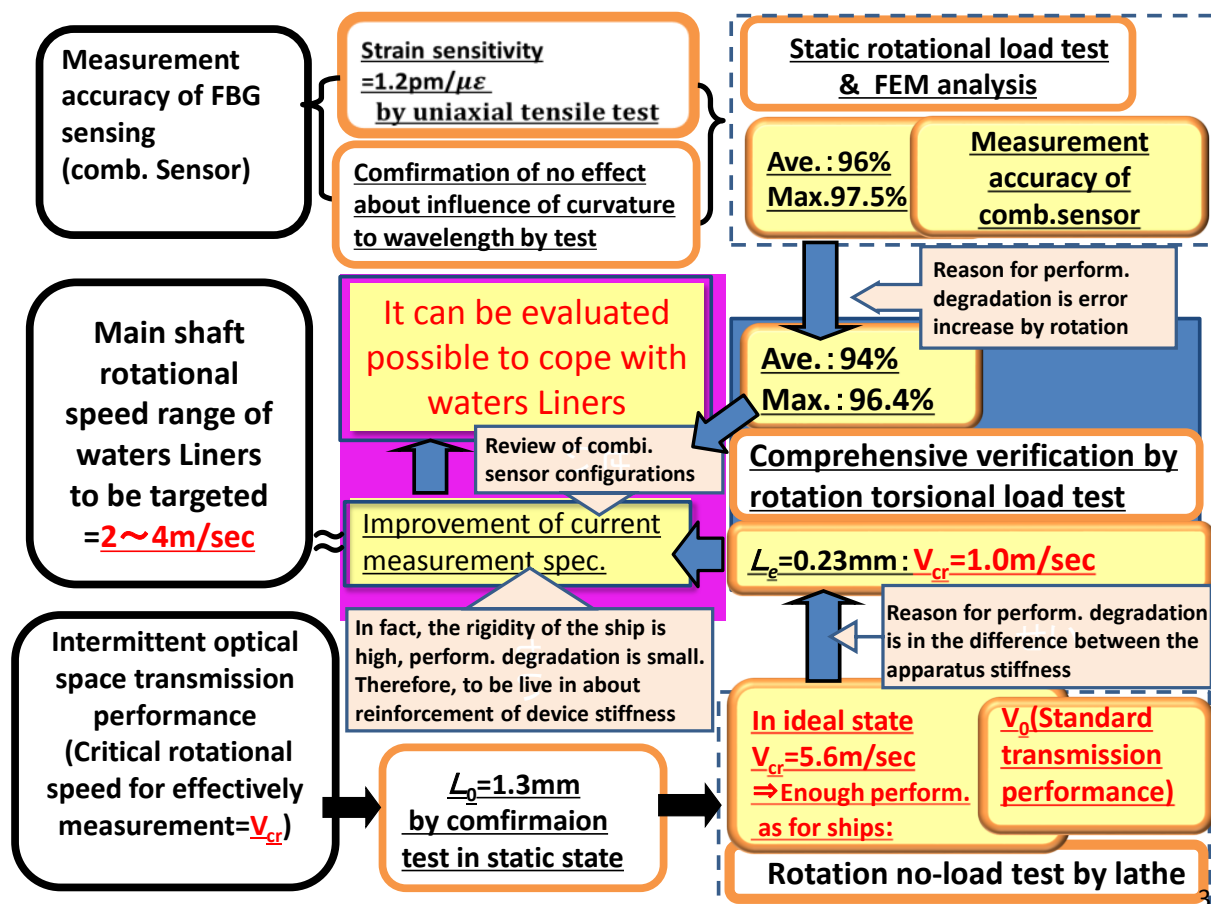 Measurement
accuracy of FBG
sensing
(comb. Sensor)
Strain sensitivity
=1.2pm/με
by uniaxial tensile test
Comfirmation of no effect
about influence of curvature
to wavelength by test
Static rotational load test
& FEM analysis
Ave.：96%
Max.97.5%
Measurement
accuracy of
comb.sensor
Reason for perform.
degradation is error
increase by rotation
Main shaft
rotational
speed range of
waters Liners
to be targeted
=2～4m/sec
≈
It can be evaluated
possible to cope with
waters Liners
Review of combi.
sensor configurations
Improvement of current
measurement spec.
In fact, the rigidity of the ship is
high, perform. degradation is small.
Therefore, to be live in about
reinforcement of device stiffness
Ave.：94%
Max.：96.4%
Comprehensive verification by
rotation torsional load test
Le=0.23mm：Vcr=1.0m/sec
Reason for perform. degradation
is in the difference between the
apparatus stiffness
Intermittent optical
space transmission
performance
(Critical rotational
speed for effectively
measurement=Vcr)
L0=1.3mm
by comfirmaion
test in static state
In ideal state
Vcr=5.6m/sec
⇒Enough perform.
as for ships:
V0(Standard
transmission
performance)
Rotation no-load test by lathe
3